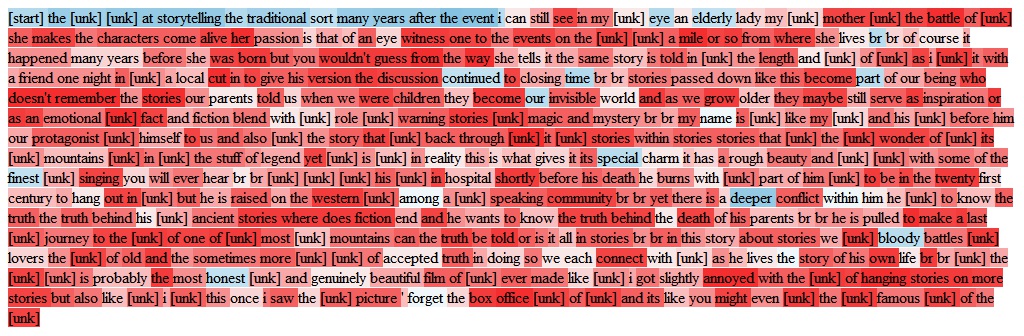 [start] the [unk] [unk] at storytelling the traditional sort many years after the event i can still see in my [unk] eye an elderly lady my [unk] mother [unk] the battle of [unk]
she makes the characters come alive her passion is that of an eye witness one to the events on the [unk] [unk] a mile or so from where she lives br br of course it
happened many years before she was born but you wouldn't guess from the way she tells it the same story is told in [unk] the length and [unk] of [unk] as i [unk] it with
a friend one night in [unk] a local cut in to give his version the discussion continued to closing time br br stories passed down like this become part of our being who
doesn't remember the stories our parents told us when we were children they become our invisible world and as we grow older they maybe still serve as inspiration or
as an emotional [unk] fact and fiction blend with [unk] role [unk] warning stories [unk] magic and mystery br br my name is [unk] like my [unk] and his [unk] before him
our protagonist [unk] himself to us and also [unk] the story that [unk] back through [unk] it [unk] stories within stories stories that [unk] the [unk] wonder of [unk] its
[unk] mountains [unk] in [unk] the stuff of legend yet [unk] is [unk] in reality this is what gives it its special charm it has a rough beauty and [unk] [unk] with some of the
finest [unk] singing you will ever hear br br [unk] [unk] [unk] his [unk] in hospital shortly before his death he burns with [unk] part of him [unk] to be in the twenty first
century to hang out in [unk] but he is raised on the western [unk] among a [unk] speaking community br br yet there is a deeper conflict within him he [unk] to know the
truth the truth behind his [unk] ancient stories where does fiction end and he wants to know the truth behind the death of his parents br br he is pulled to make a last
[unk] journey to the [unk] of one of [unk] most [unk] mountains can the truth be told or is it all in stories br br in this story about stories we [unk] bloody battles [unk]
lovers the [unk] of old and the sometimes more [unk] [unk] of accepted truth in doing so we each connect with [unk] as he lives the story of his own life br br [unk] the
[unk] [unk] is probably the most honest [unk] and genuinely beautiful film of [unk] ever made like [unk] i got slightly annoyed with the [unk] of hanging stories on more
stories but also like [unk] i [unk] this once i saw the [unk] picture ' forget the box office [unk] of [unk] and its like you might even [unk] the [unk] famous [unk] of the
[unk]